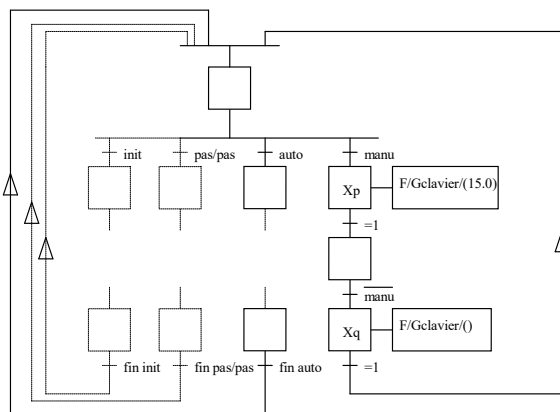 init pas/pas auto manu
Xp F/Gclavier/(15.0)
=1
manu
Xq F/Gclavier/()
fin init fin pas/pas fin auto =1